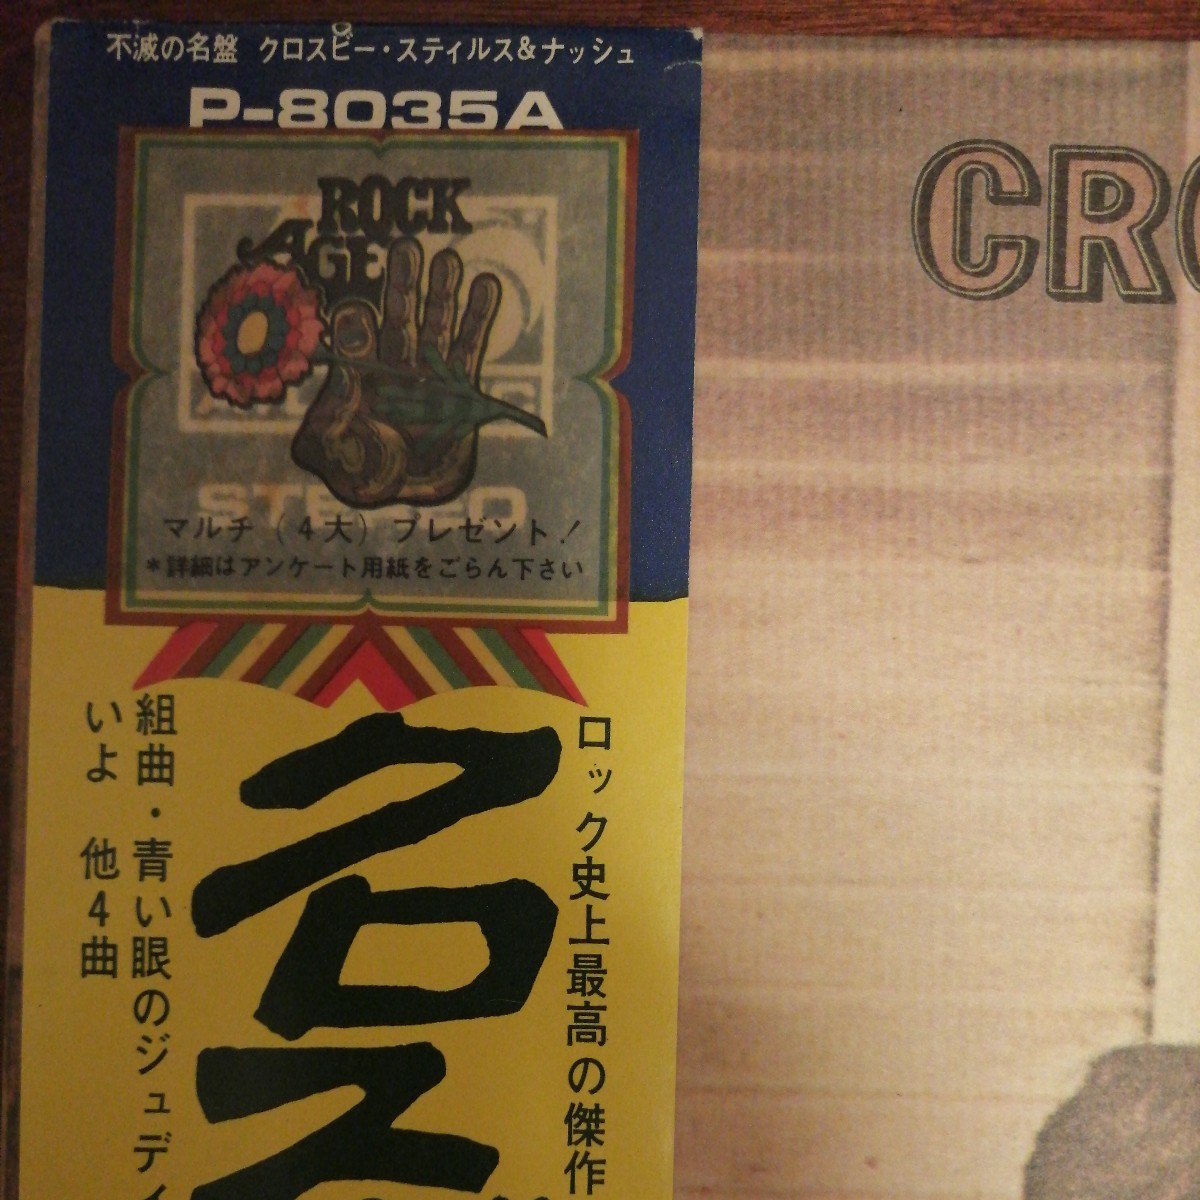 不滅の名盤 クロスビー・スティルス&ナッシュ
P-8035A
ROCK
AGE
STEREO
マルチ（4大）プレゼント！
*詳細はアンケート用紙をごらん下さい
ロック史上最高の傑作
クロス
組曲・青い眼のジュディ
いよ 他4曲
CRO